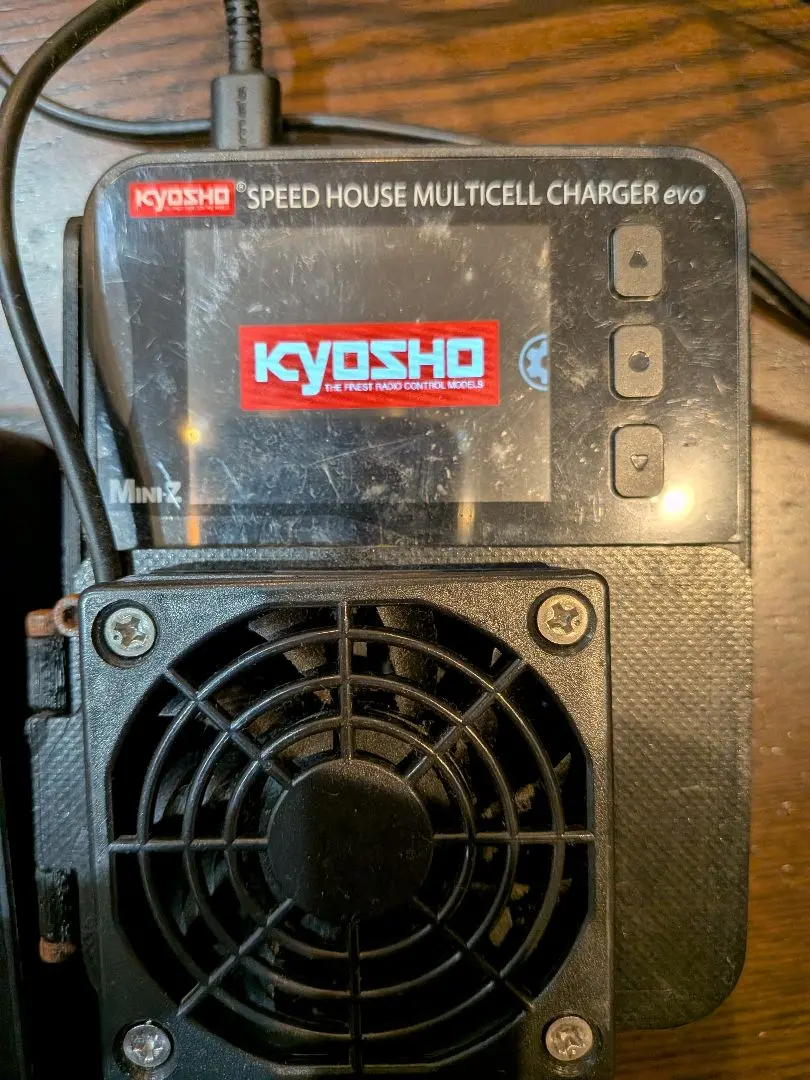 KYOSHO® SPEED HOUSE MULTICELL CHARGER evo
KYOSHO
THE FINEST RADIO CONTROL MODELS
MINI-Z